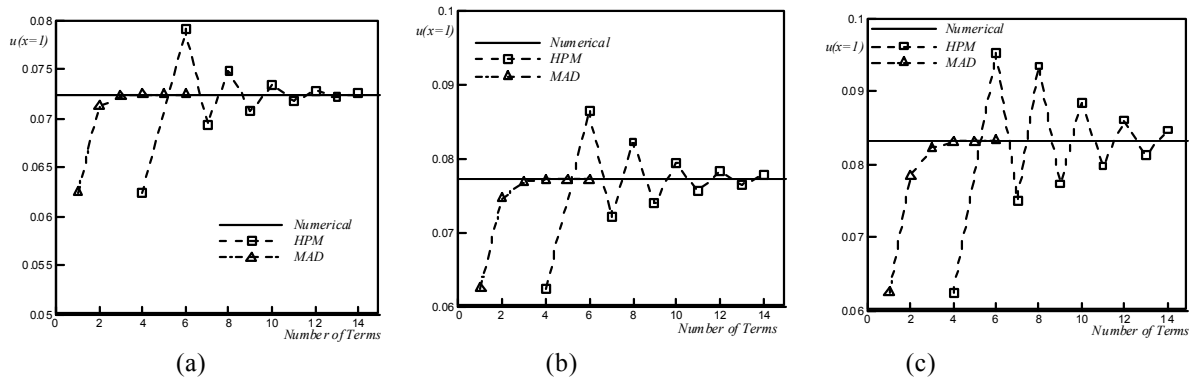 0.08
u(x=1)
0.075
0.07
0.065
0.06
0.055
0.05
Numerical
HPM
MAD
0 2 4 6 8 10 12 14
Number of Terms
(a)
0.1
u(x=1)
0.09
0.08
0.07
0.06
Numerical
HPM
MAD
0 2 4 6 8 10 12 14
Number of Terms
(b)
0.1
u(x=1)
0.09
0.08
0.07
0.06
Numerical
HPM
MAD
0 2 4 6 8 10 12 14
Number of Terms
(c)